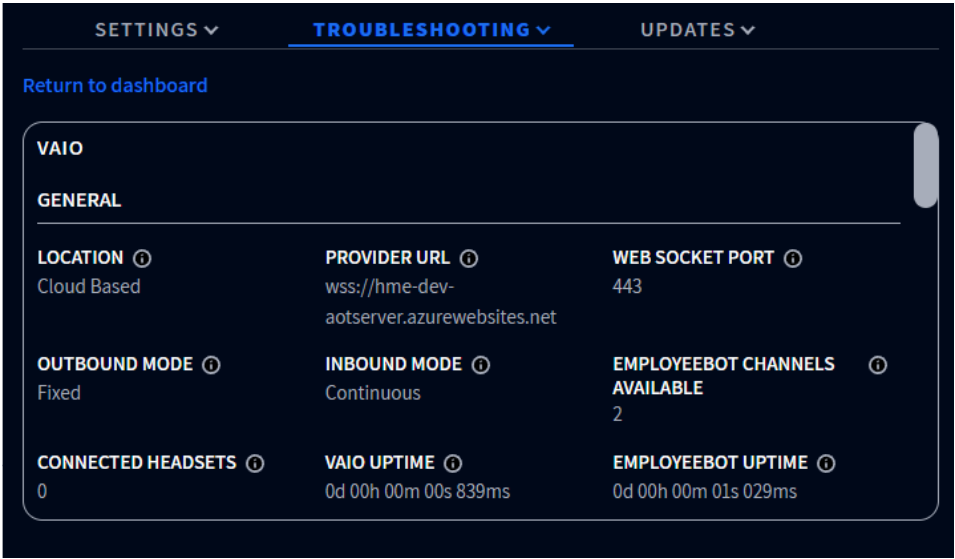 SETTINGS
TROUBLESHOOTING
UPDATES
Return to dashboard
VAIO
GENERAL
LOCATION
Cloud Based
PROVIDER URL
wss://hme-dev-
aotserver.azurewebsites.net
WEB SOCKET PORT
443
OUTBOUND MODE
Fixed
INBOUND MODE
Continuous
EMPLOYEEBOT CHANNELS
AVAILABLE
2
CONNECTED HEADSETS
0
VAIO UPTIME
0d 00h 00m 00s 839ms
EMPLOYEEBOT UPTIME
0d 00h 00m 01s 029ms